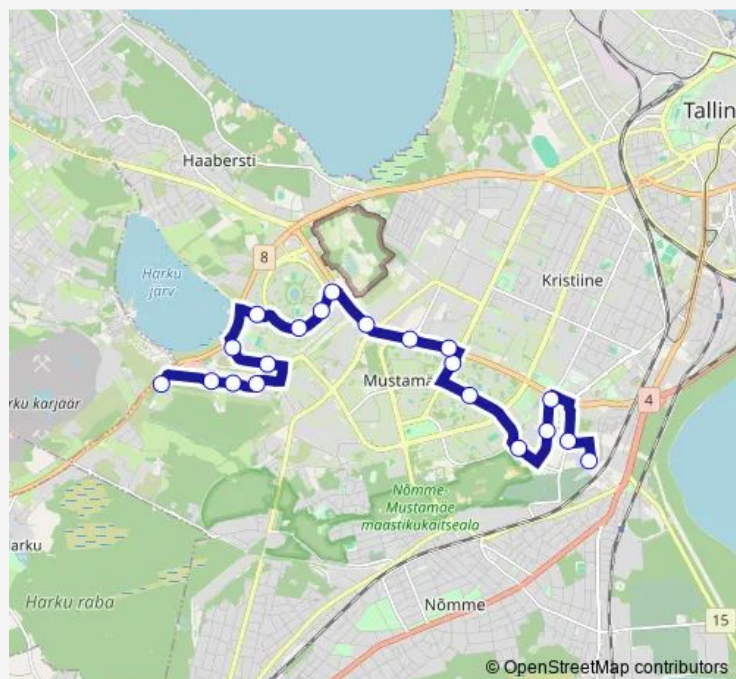 Tallin
Haabersti
8
Harku
järv
Kristiine
Mustamä
rku karjäär
4
Nõmme-
Mustamäe
maastikukaitseala
arku
Harku raba
Nõmme
15
© OpenStreetMap contributors